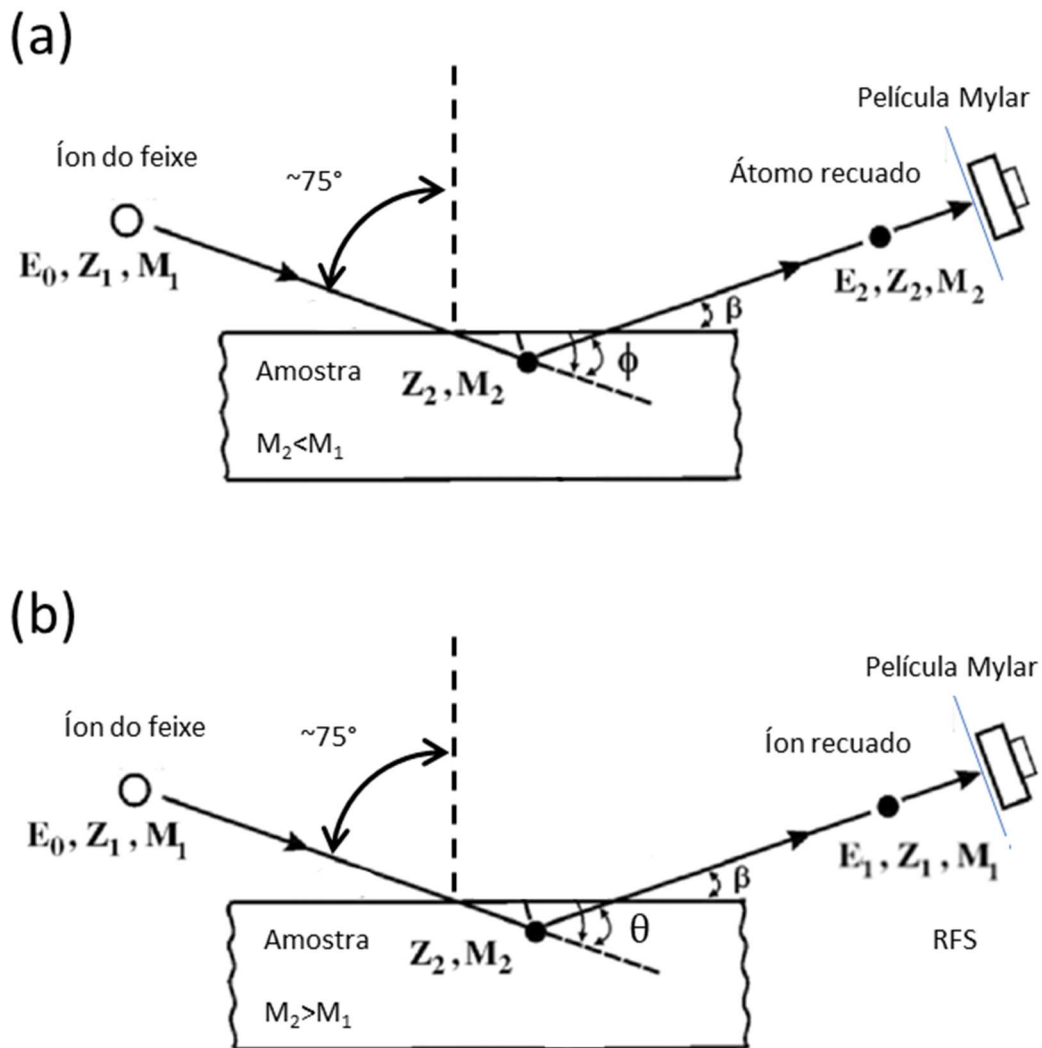 (a)
Película Mylar
Íon do feixe
~75°
Átomo recuado
E₀, Z₁, M₁
E₂, Z₂, M₂
β
Amostra
ϕ
Z₂, M₂
M₂<M₁
(b)
Película Mylar
Íon do feixe
~75°
Íon recuado
E₀, Z₁, M₁
E₁, Z₁, M₁
β
Amostra
θ
RFS
Z₂, M₂
M₂>M₁